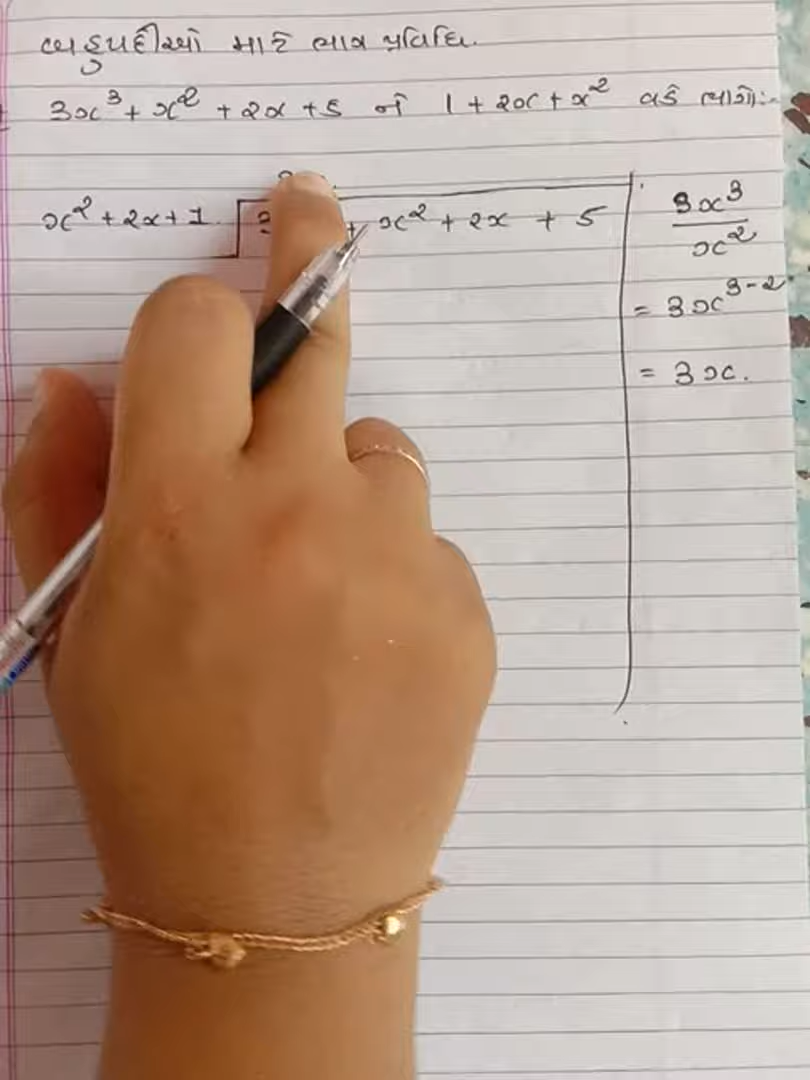 બહુપદીઓ માટે ભાગ પ્રવિધિ.
3x³ + x² + 2x + 5 ને 1 + 2x + x² વડે ભાગો:-
x² + 2x + 1 3 + x² + 2x + 5
3x³
x²
= 3x³⁻²
= 3x.